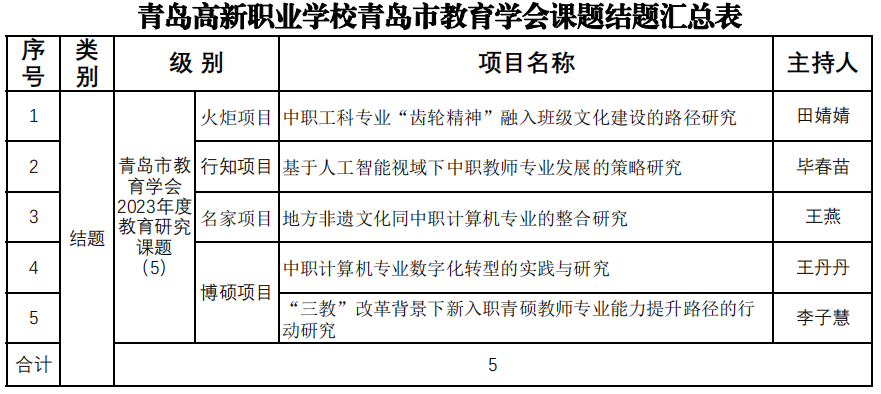 青岛高新职业学校青岛市教育学会课题结题汇总表
序号 类别 级 别 项目名称 主持人
1 火炬项目 中职工科专业“齿轮精神”融入班级文化建设的路径研究 田婧婧
2 行知项目 基于人工智能视域下中职教师专业发展的策略研究 毕春苗
3 名家项目 地方非遗文化同中职计算机专业的整合研究 王燕
结题
青岛市教
育学会
2023年度
教育研究
课题
（5）
4 博硕项目 中职计算机专业数字化转型的实践与研究 王丹丹
5 “三教”改革背景下新入职青硕教师专业能力提升路径的行
动研究 李子慧
合计 5